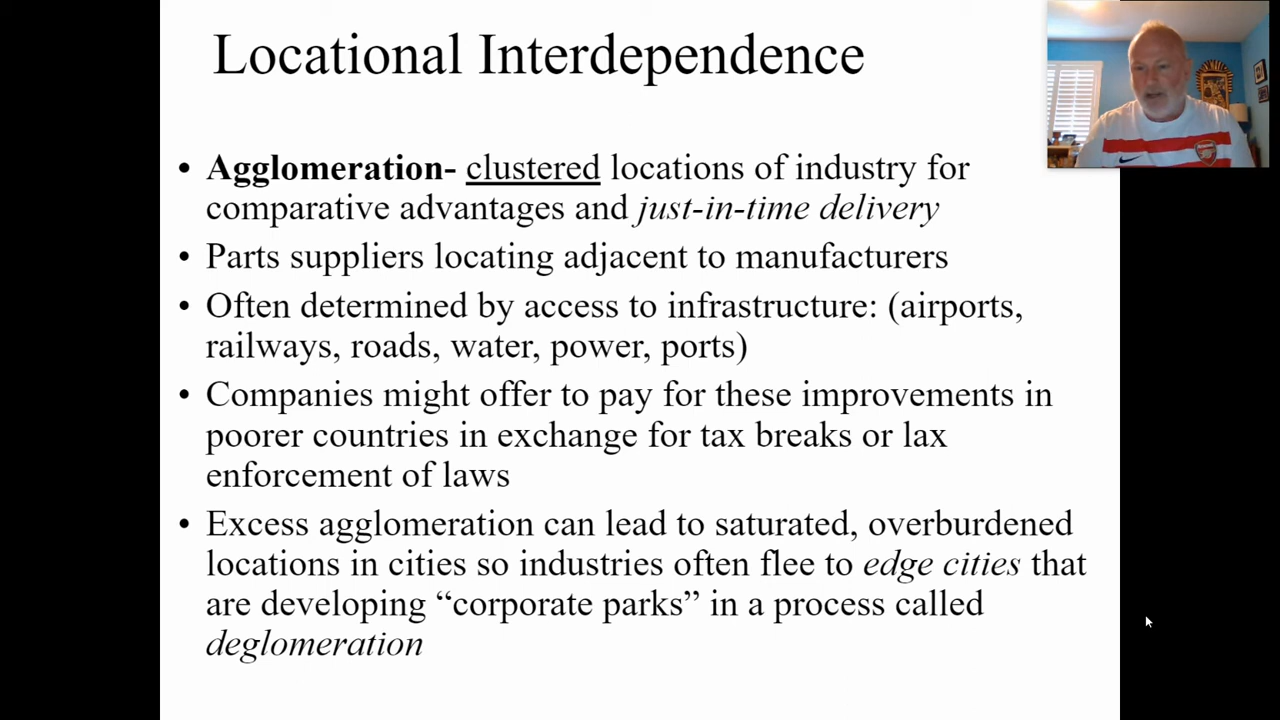 Locational Interdependence
• Agglomeration- clustered locations of industry for
comparative advantages and just-in-time delivery
• Parts suppliers locating adjacent to manufacturers
• Often determined by access to infrastructure: (airports,
railways, roads, water, power, ports)
• Companies might offer to pay for these improvements in
poorer countries in exchange for tax breaks or lax
enforcement of laws
• Excess agglomeration can lead to saturated, overburdened
locations in cities so industries often flee to edge cities that
are developing “corporate parks” in a process called
deglomeration